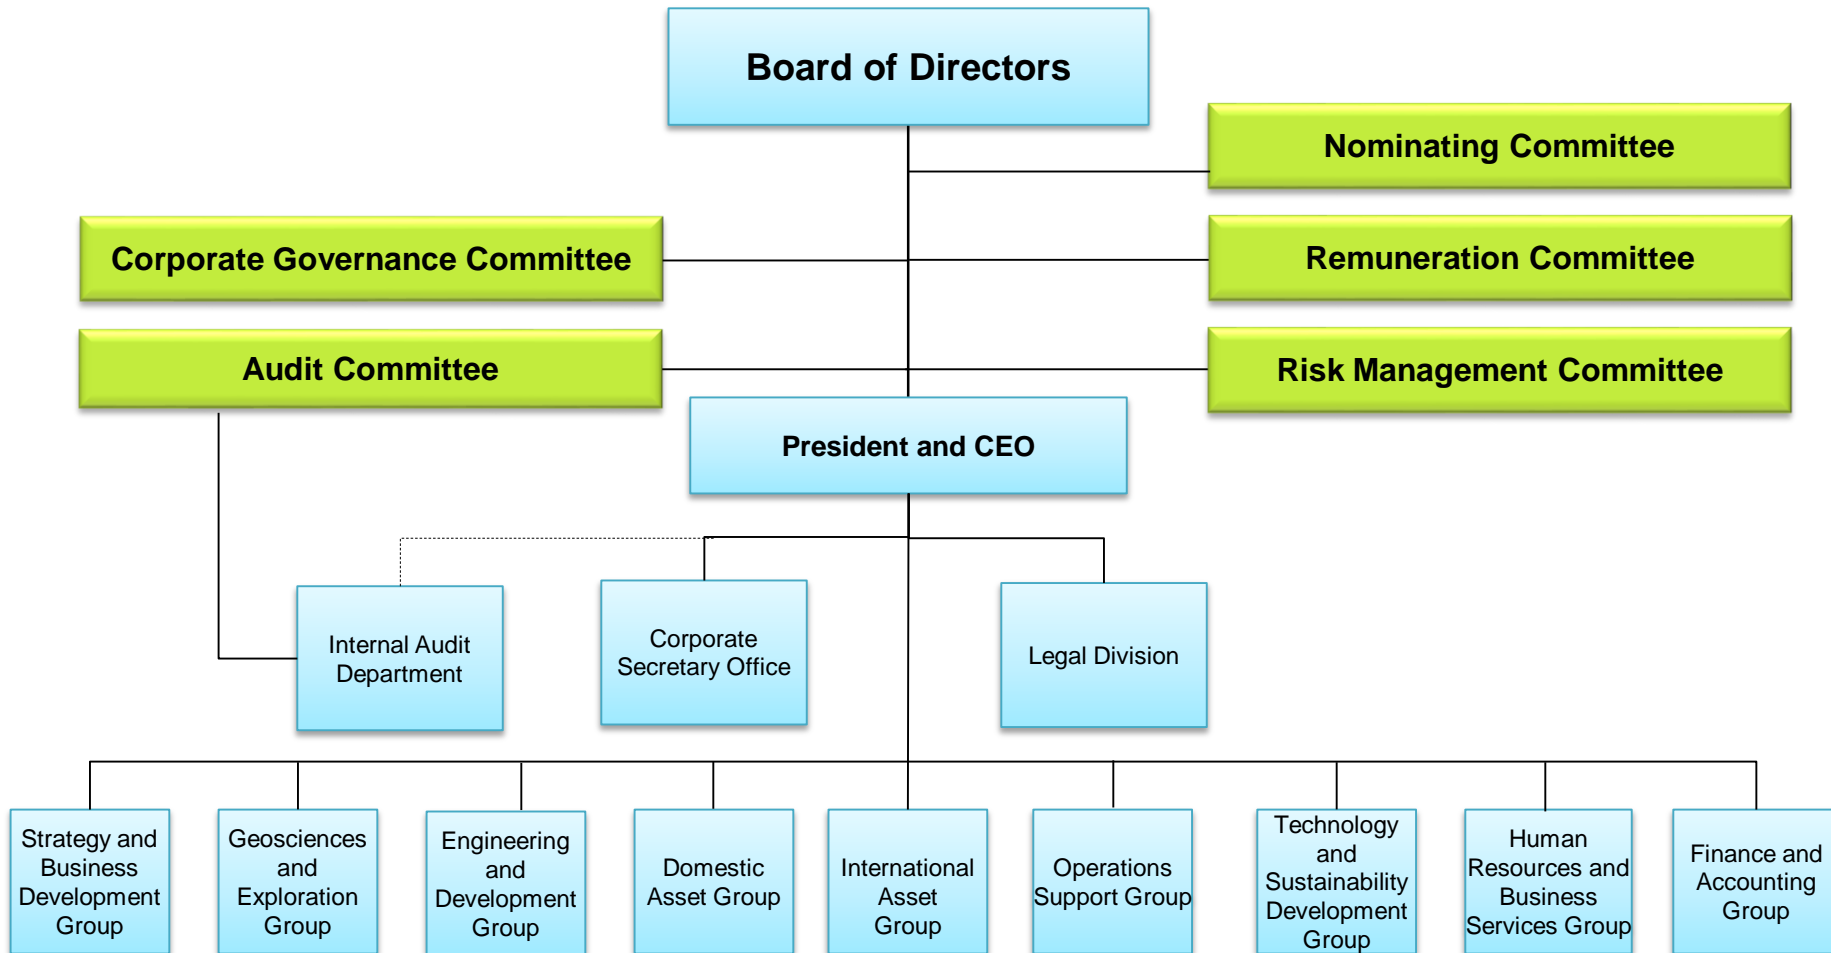 Board of Directors
Nominating Committee
Corporate Governance Committee
Remuneration Committee
Audit Committee
Risk Management Committee
President and CEO
Internal Audit
Department
Corporate
Secretary Office
Legal Division
Strategy and
Business
Development
Group
Geosciences
and
Exploration
Group
Engineering
and
Development
Group
Domestic
Asset Group
International
Asset
Group
Operations
Support Group
Technology
and
Sustainability
Development
Group
Human
Resources and
Business
Services Group
Finance and
Accounting
Group